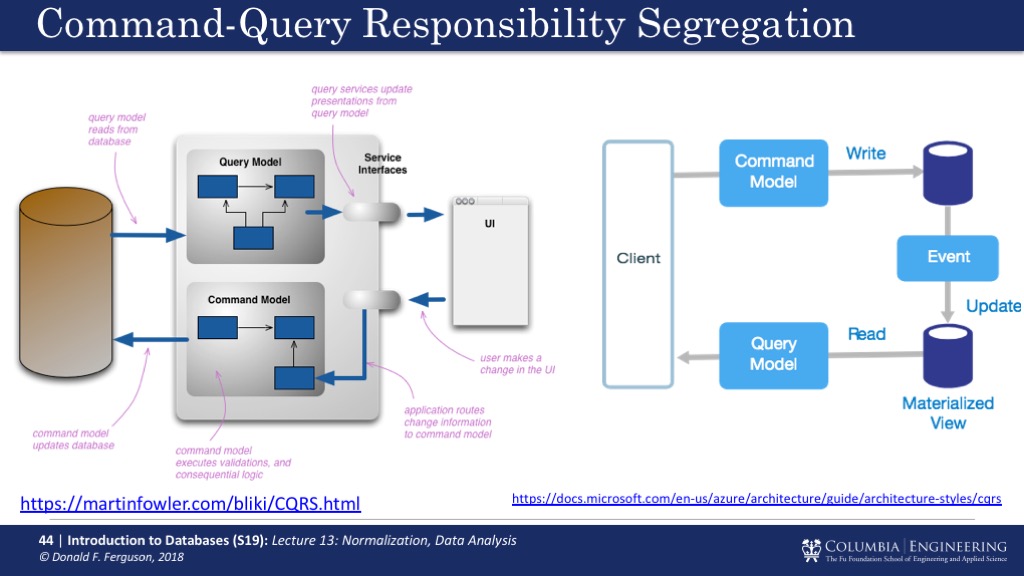 Command-Query Responsibility Segregation
query services update
presentations from
query model
query model
reads from
database
Query Model
Service
Interfaces
UI
Command Model
user makes a
change in the UI
application routes
change information
to command model
command model
updates database
command model
executes validations, and
consequential logic
Client
Command
Model
Write
Event
Update
Query
Model
Read
Materialized
View
https://martinfowler.com/bliki/CQRS.html
https://docs.microsoft.com/en-us/azure/architecture/guide/architecture-styles/cqrs
44 | Introduction to Databases (S19): Lecture 13: Normalization, Data Analysis
© Donald F. Ferguson, 2018
COLUMBIA | ENGINEERING
The Fu Foundation School of Engineering and Applied Science